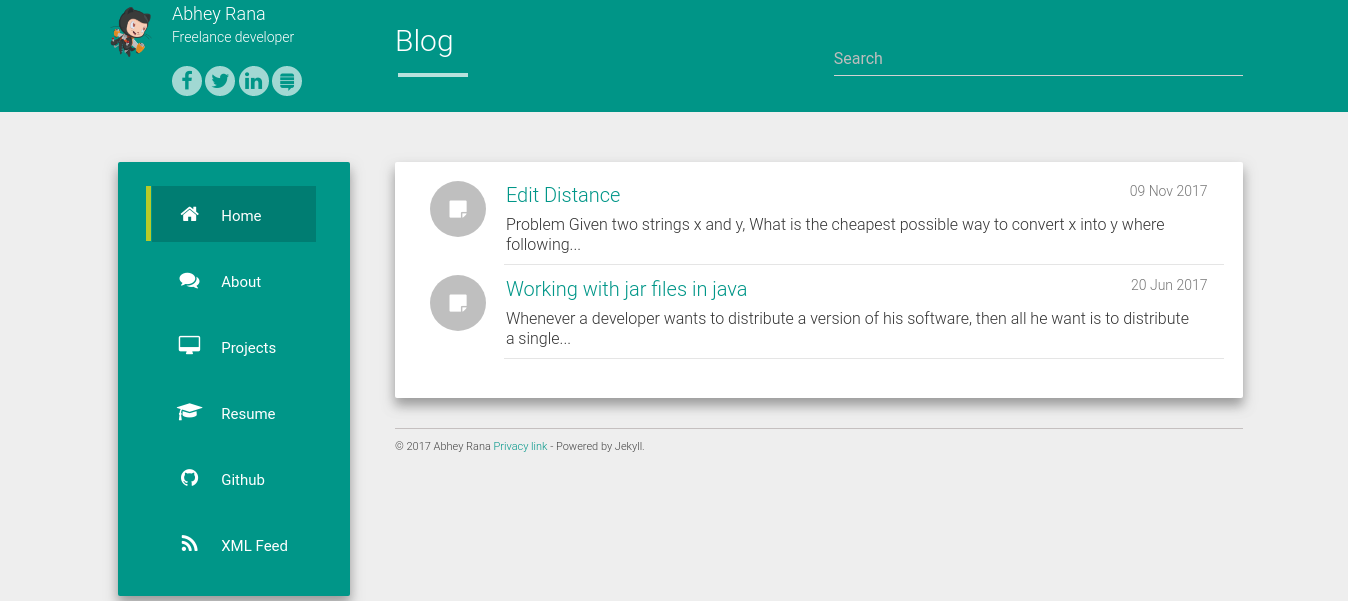 Abhey Rana
Freelance developer
Blog
Search
Home
About
Projects
Resume
Github
XML Feed
Edit Distance
09 Nov 2017
Problem Given two strings x and y, What is the cheapest possible way to convert x into y where
following...
Working with jar files in java
20 Jun 2017
Whenever a developer wants to distribute a version of his software, then all he want is to distribute
a single...
© 2017 Abhey Rana Privacy link - Powered by Jekyll.